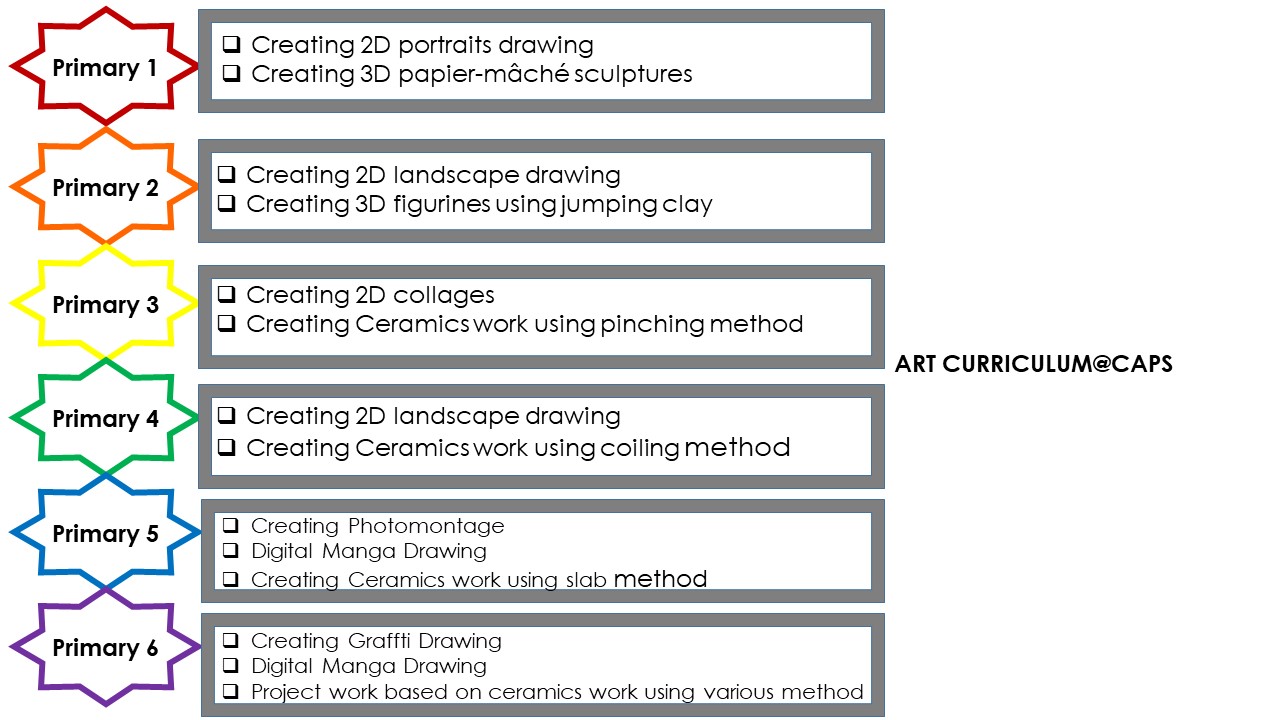 Primary 1
Creating 2D portraits drawing
Creating 3D papier-mâché sculptures
Primary 2
Creating 2D landscape drawing
Creating 3D figurines using jumping clay
Primary 3
Creating 2D collages
Creating Ceramics work using pinching method
ART CURRICULUM@CAPS
Primary 4
Creating 2D landscape drawing
Creating Ceramics work using coiling method
Primary 5
Creating Photomontage
Digital Manga Drawing
Creating Ceramics work using slab method
Primary 6
Creating Graffti Drawing
Digital Manga Drawing
Project work based on ceramics work using various method